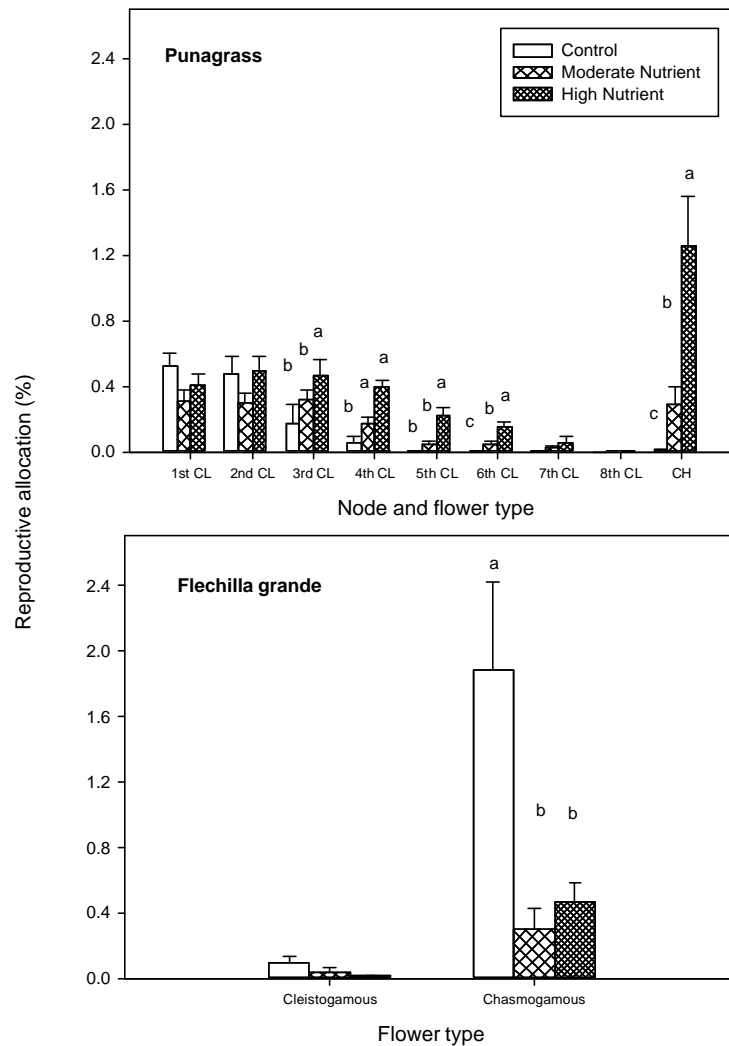 2.4
Punagrass
Control
Moderate Nutrient
High Nutrient
2.0
1.6
a
1.2
b
0.8
a
b
b
a
0.4
a
a
b
b
b
c
b
a
c
0.0
1st CL 2nd CL 3rd CL 4th CL 5th CL 6th CL 7th CL 8th CL CH
Node and flower type
Reproductive allocation (%)
Flechilla grande
a
2.4
2.0
1.6
1.2
b b
0.8
0.4
0.0
Cleistogamous Chasmogamous
Flower type